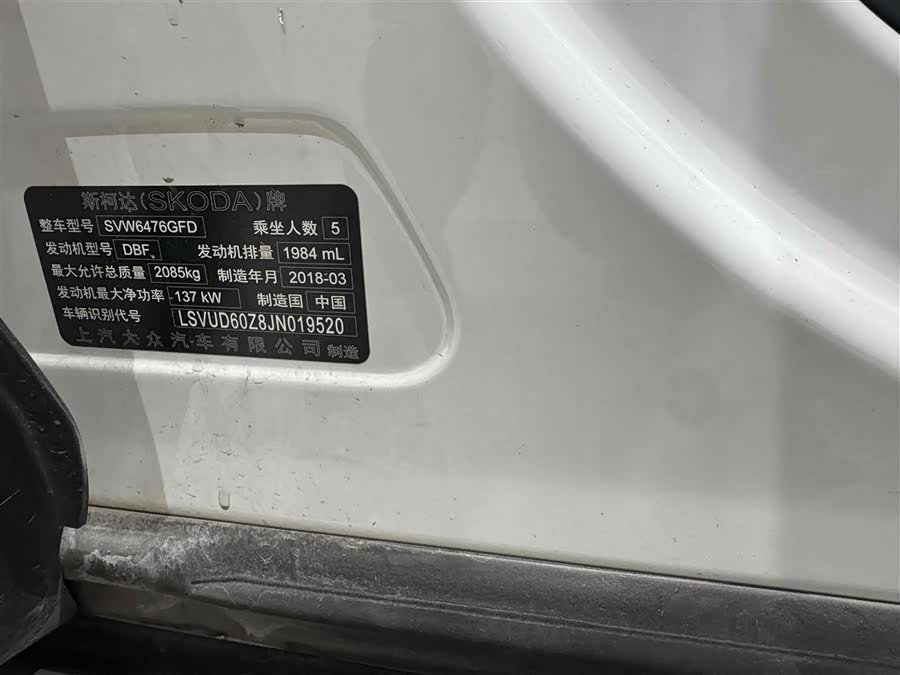 斯柯达(SKODA)牌
整车型号 SVW6476GFD 乘坐人数 5
发动机型号 DBF 发动机排量 1984 mL
最大允许总质量 2085kg 制造年月 2018-03
发动机最大净功率 137 kW 制造国 中国
车辆识别代号 LSVUD60Z8JN019520
上汽大众汽车有限公司 制造